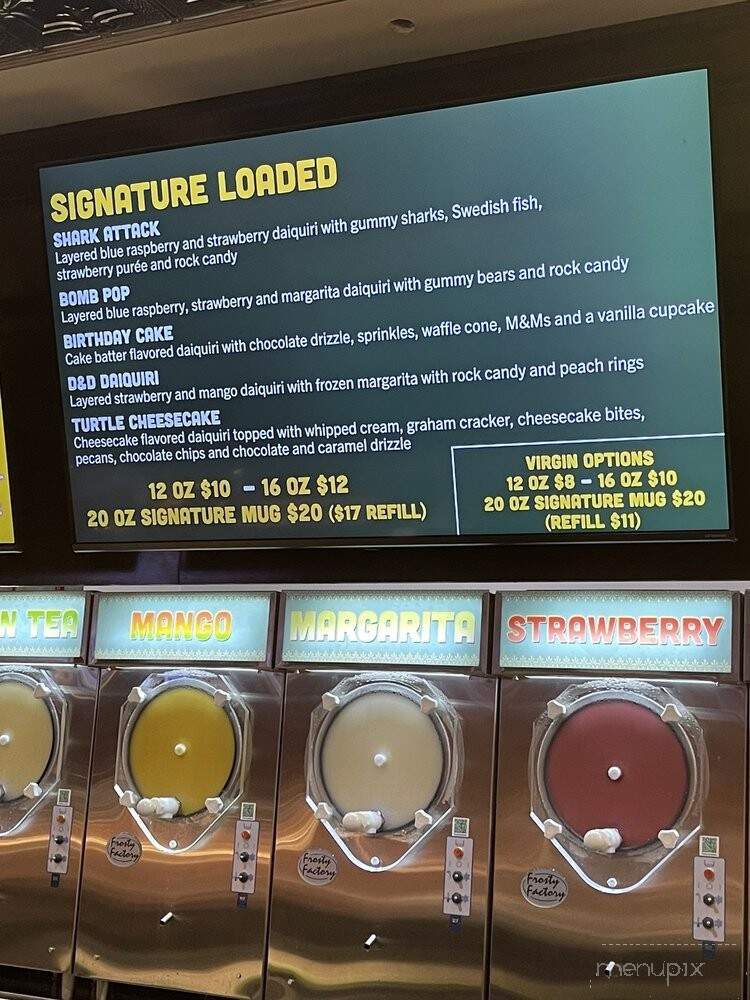 SIGNATURE LOADED
SHARK ATTACK
Layered blue raspberry and strawberry daiquiri with gummy sharks, Swedish fish,
strawberry purée and rock candy
BOMB POP
Layered blue raspberry, strawberry and margarita daiquiri with gummy bears and rock candy
BIRTHDAY CAKE
Cake batter flavored daiquiri with chocolate drizzle, sprinkles, waffle cone, M&Ms and a vanilla cupcake
D&D DAIQUIRI
Layered strawberry and mango daiquiri with frozen margarita with rock candy and peach rings
TURTLE CHEESECAKE
Cheesecake flavored daiquiri topped with whipped cream, graham cracker, cheesecake bites,
pecans, chocolate chips and chocolate and caramel drizzle
12 OZ $10 – 16 OZ $12
20 OZ SIGNATURE MUG $20 ($17 REFILL)
VIRGIN OPTIONS
12 OZ $8 – 16 OZ $10
20 OZ SIGNATURE MUG $20
(REFILL $11)
N TEA
MANGO
MARGARITA
STRAWBERRY
Frosty
Factory
Frosty
Factory
Frosty
Factory
menupix